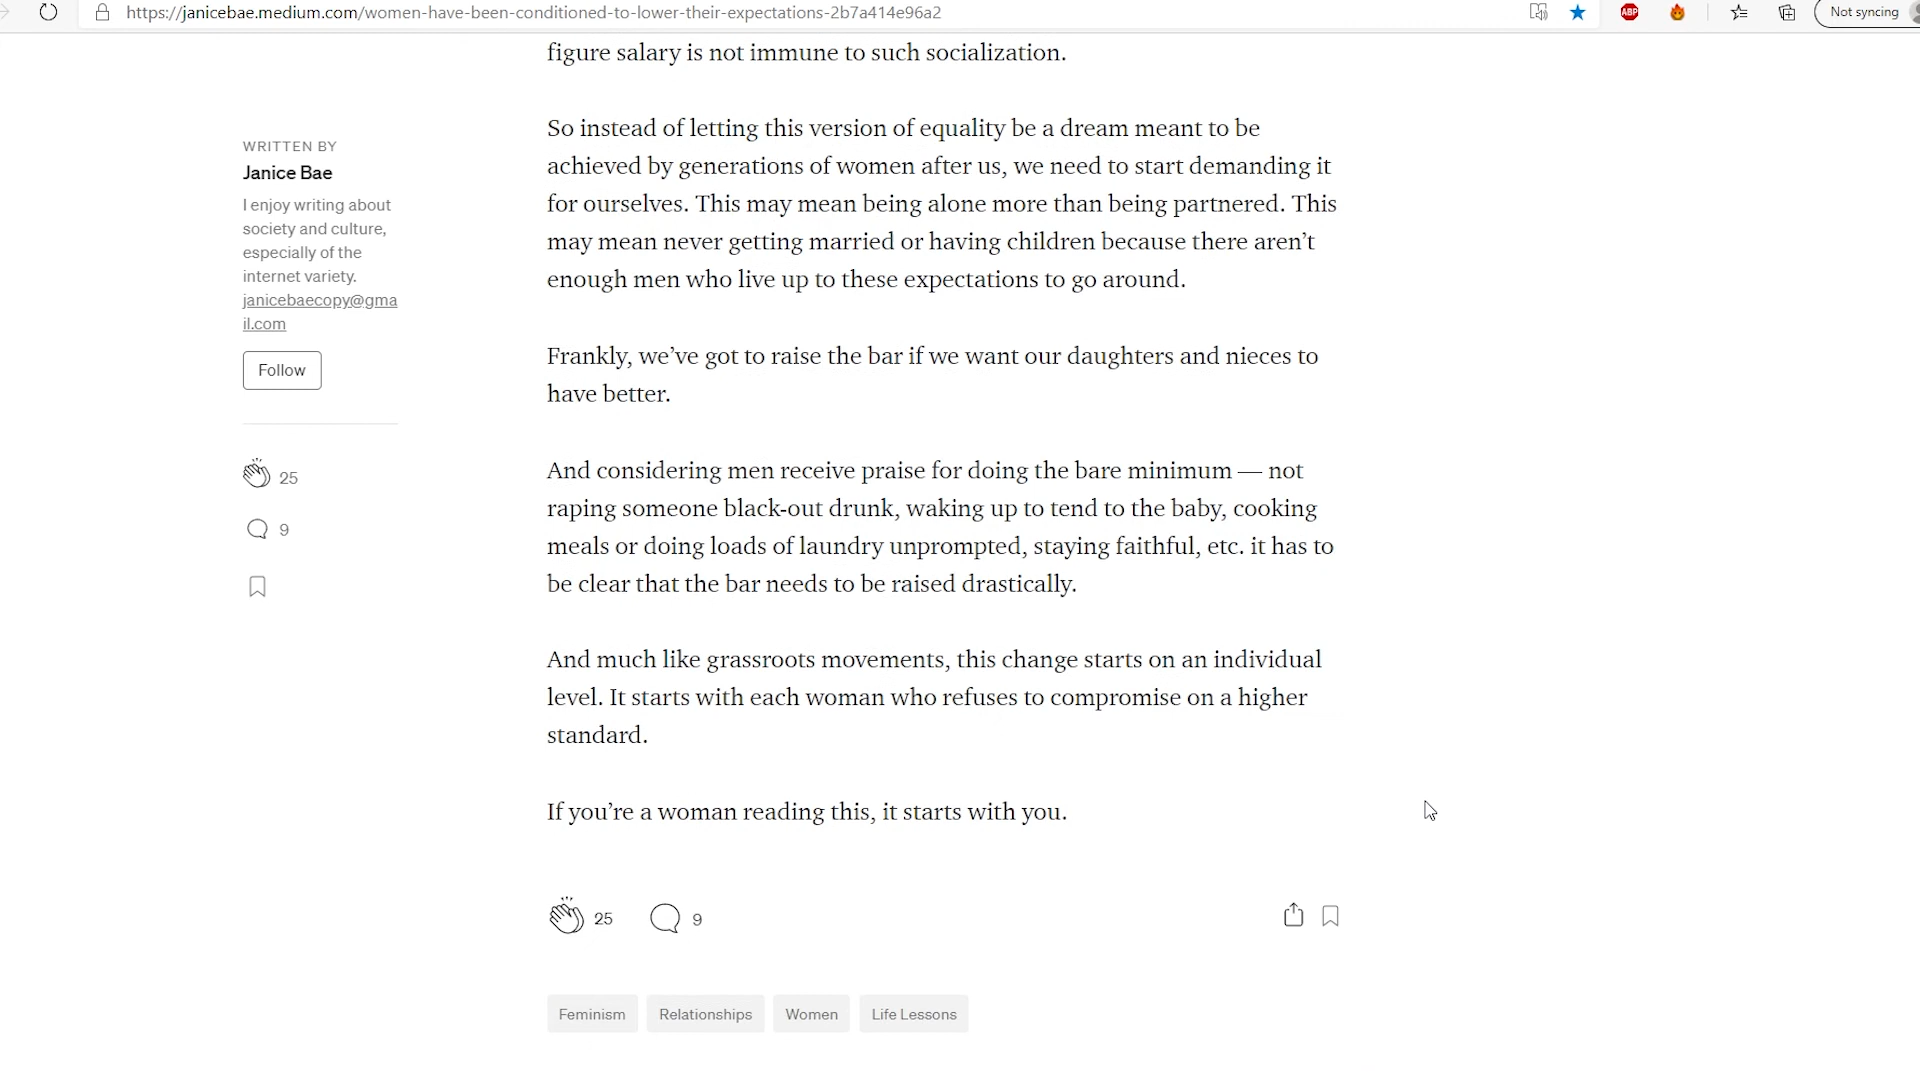 https://janicebae.medium.com/women-have-been-conditioned-to-lower-their-expectations-2b7a414e96a2
ABP
Not syncing
figure salary is not immune to such socialization.
WRITTEN BY
Janice Bae
I enjoy writing about
society and culture,
especially of the
internet variety.
janicebaecopy@gma
il.com
Follow
25
9
So instead of letting this version of equality be a dream meant to be
achieved by generations of women after us, we need to start demanding it
for ourselves. This may mean being alone more than being partnered. This
may mean never getting married or having children because there aren’t
enough men who live up to these expectations to go around.
Frankly, we’ve got to raise the bar if we want our daughters and nieces to
have better.
And considering men receive praise for doing the bare minimum — not
raping someone black-out drunk, waking up to tend to the baby, cooking
meals or doing loads of laundry unprompted, staying faithful, etc. it has to
be clear that the bar needs to be raised drastically.
And much like grassroots movements, this change starts on an individual
level. It starts with each woman who refuses to compromise on a higher
standard.
If you’re a woman reading this, it starts with you.
25
9
Feminism
Relationships
Women
Life Lessons